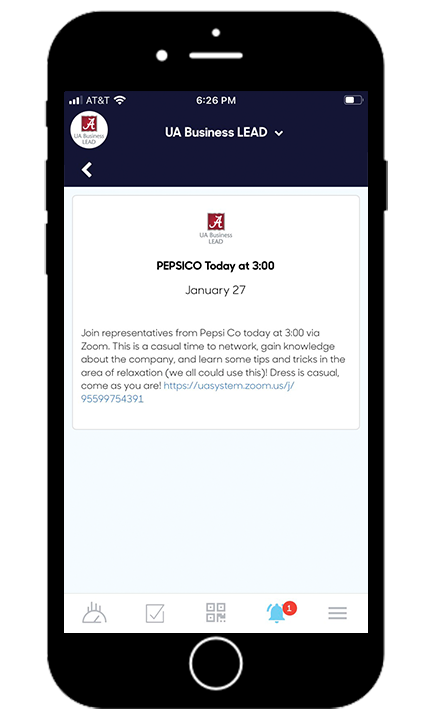 AT&T
6:26 PM
A
UA Business
LEAD
UA Business LEAD
A
UA Business
LEAD
PEPSICO Today at 3:00
January 27
Join representatives from Pepsi Co today at 3:00 via
Zoom. This is a casual time to network, gain knowledge
about the company, and learn some tips and tricks in the
area of relaxation (we all could use this)! Dress is casual,
come as you are! https://uasystem.zoom.us/j/
95599754391
1